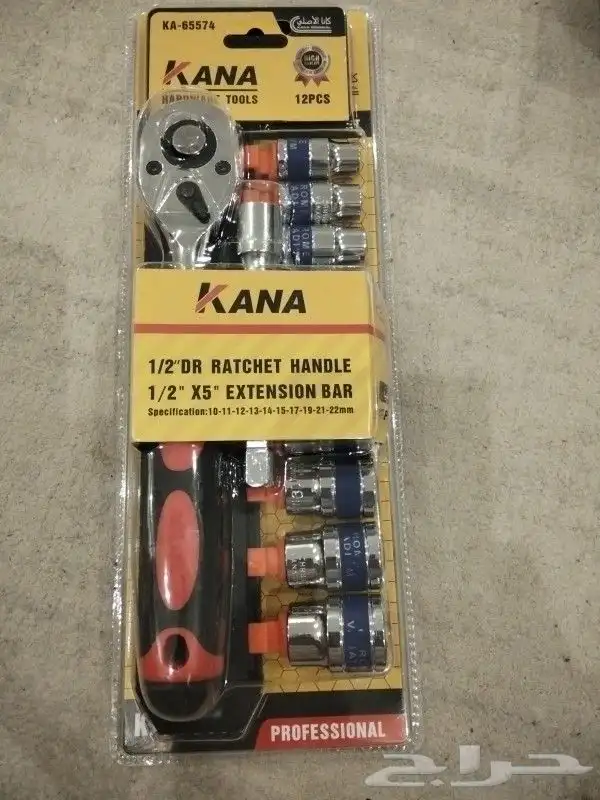 KA-65574
كانا الأصلي
KANA
HARDWARE TOOLS
12PCS
KANA
1/2"DR RATCHET HANDLE
1/2" X5" EXTENSION BAR
Specification:10-11-12-13-14-15-17-19-21-22mm
PROFESSIONAL
حراج